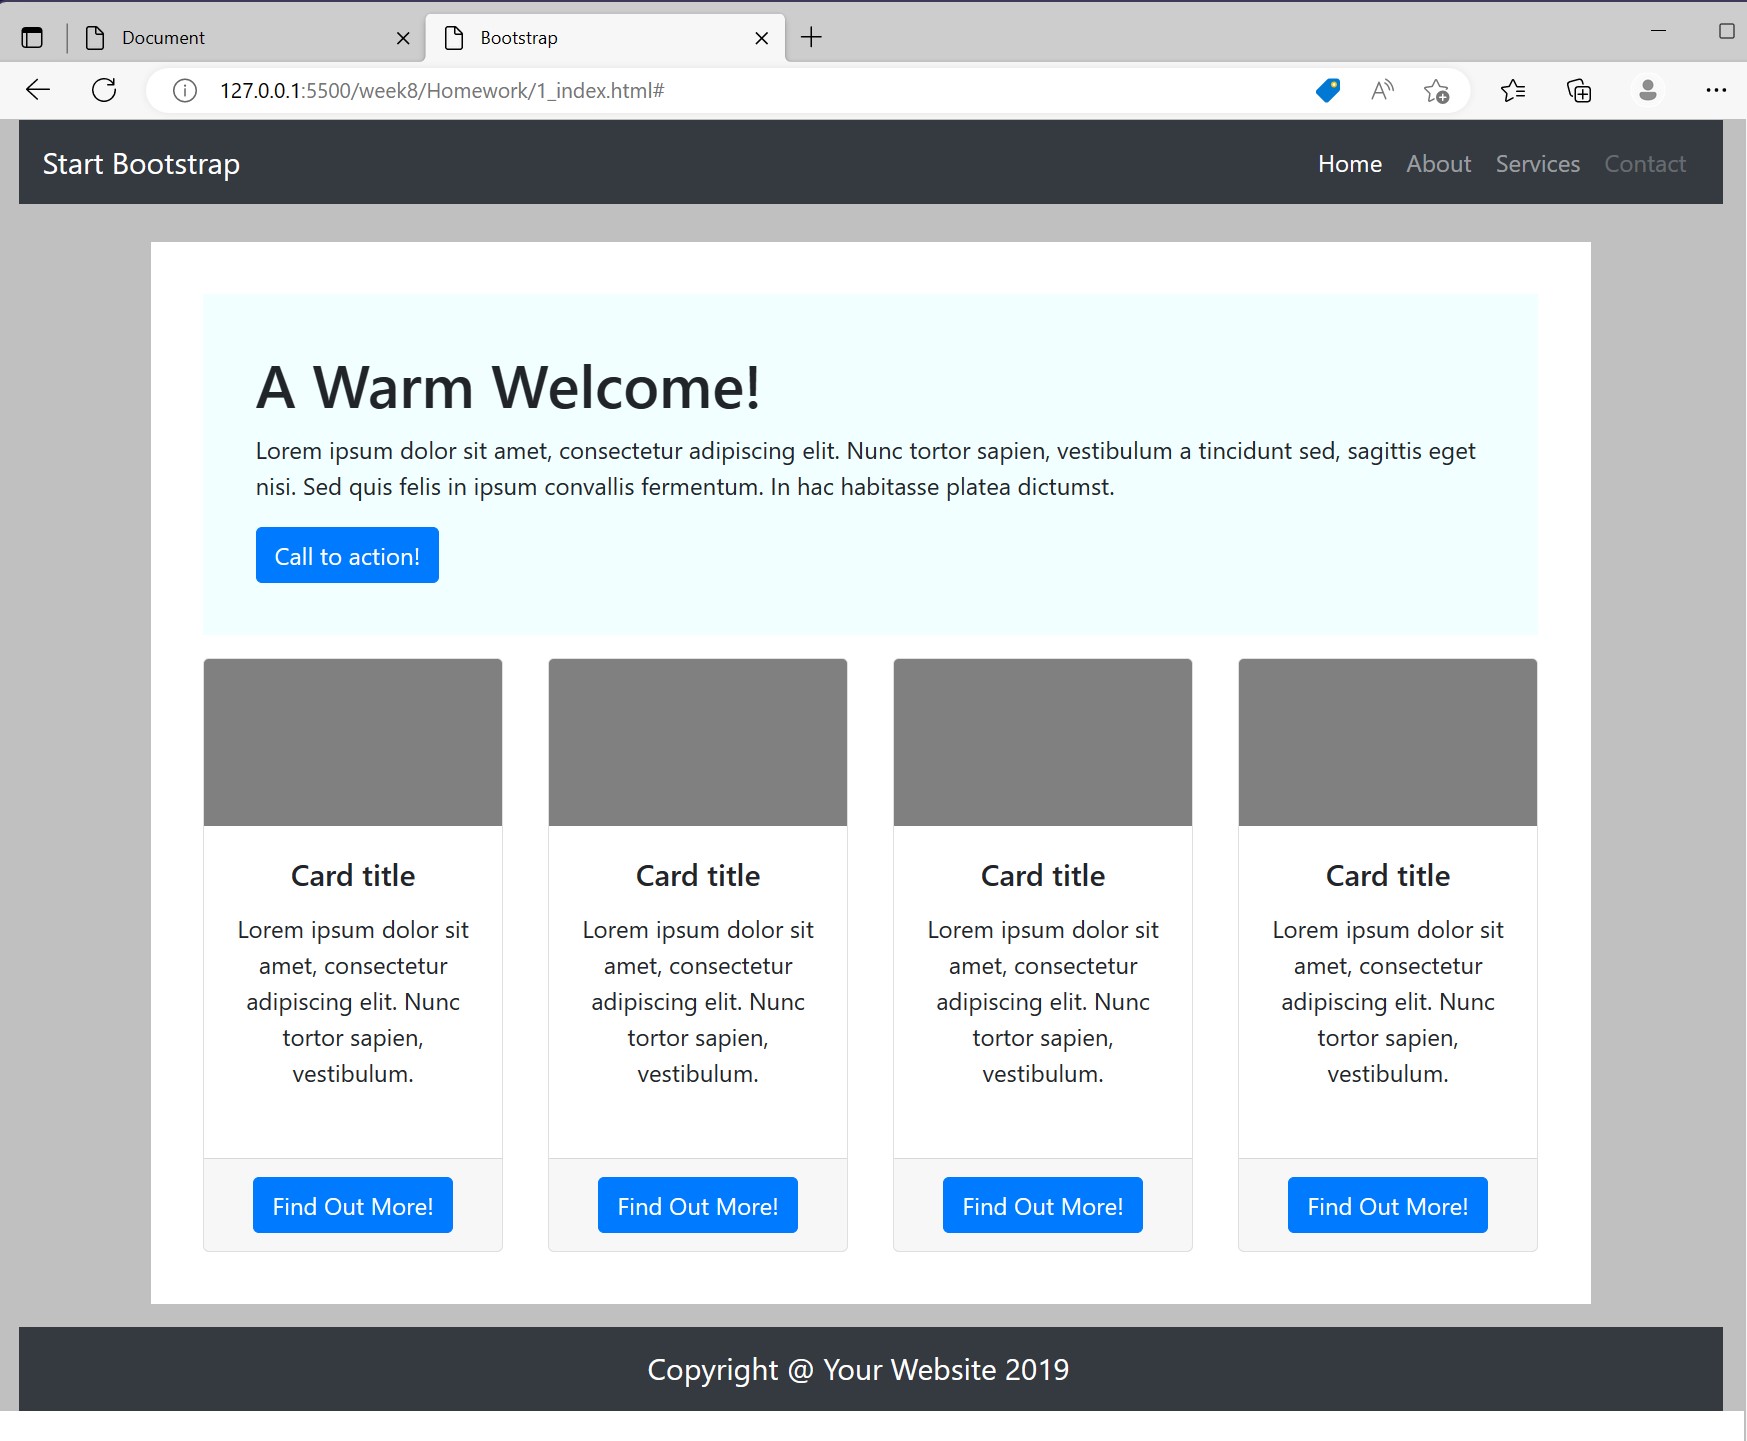 Document
Bootstrap
127.0.0.1:5500/week8/Homework/1_index.html#
Start Bootstrap
Home About Services Contact
A Warm Welcome!
Lorem ipsum dolor sit amet, consectetur adipiscing elit. Nunc tortor sapien, vestibulum a tincidunt sed, sagittis eget
nisi. Sed quis felis in ipsum convallis fermentum. In hac habitasse platea dictumst.
Call to action!
Card title
Lorem ipsum dolor sit
amet, consectetur
adipiscing elit. Nunc
tortor sapien,
vestibulum.
Find Out More!
Card title
Lorem ipsum dolor sit
amet, consectetur
adipiscing elit. Nunc
tortor sapien,
vestibulum.
Find Out More!
Card title
Lorem ipsum dolor sit
amet, consectetur
adipiscing elit. Nunc
tortor sapien,
vestibulum.
Find Out More!
Card title
Lorem ipsum dolor sit
amet, consectetur
adipiscing elit. Nunc
tortor sapien,
vestibulum.
Find Out More!
Copyright @ Your Website 2019